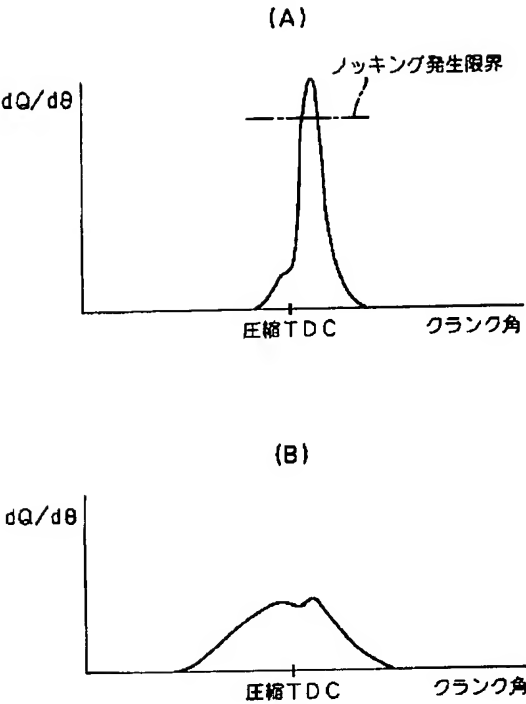 (A)
ノッキング発生限界
dQ/dθ
圧縮TDC
クランク角
(B)
dQ/dθ
圧縮TDC
クランク角